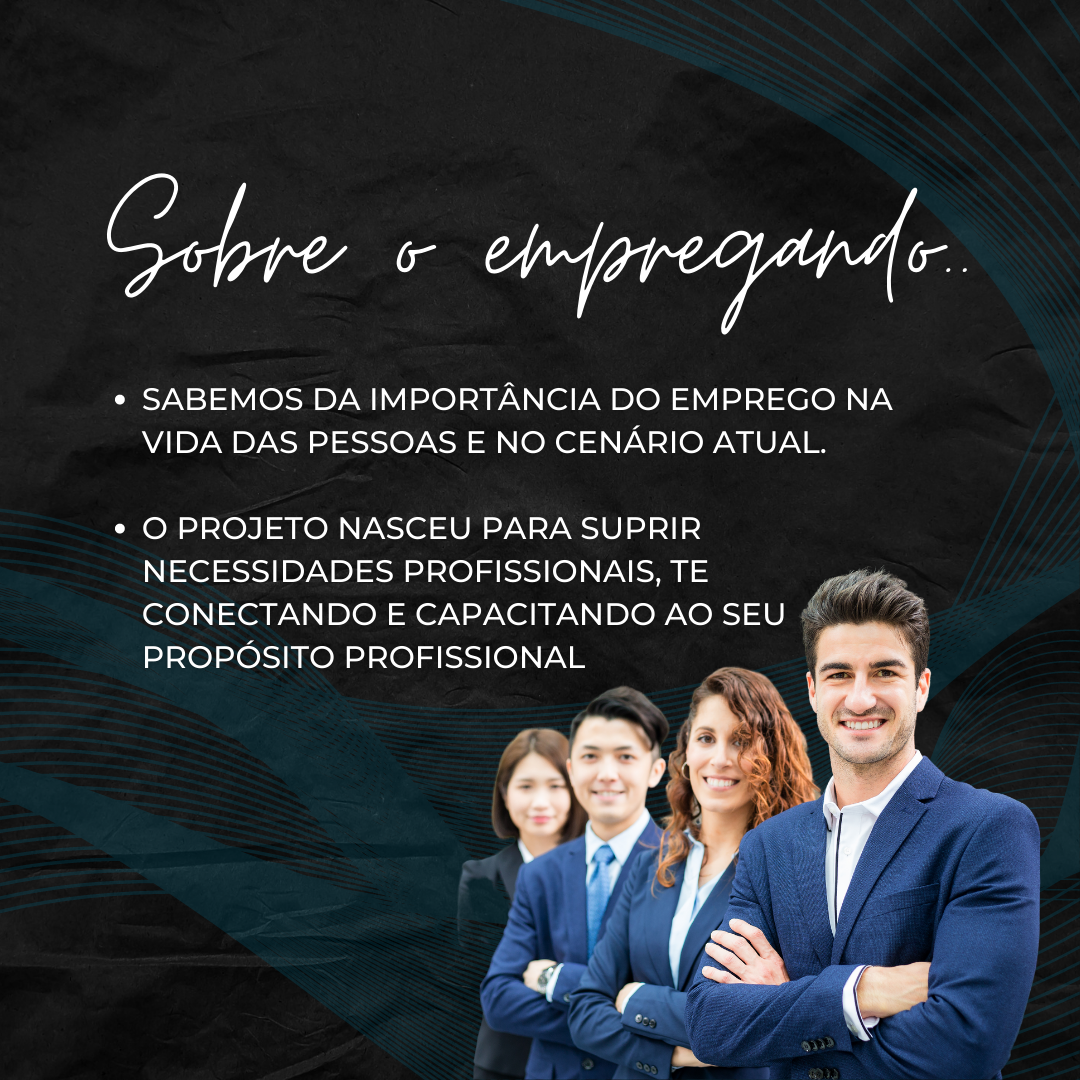 Sobre o empregando..
• SABEMOS DA IMPORTÂNCIA DO EMPREGO NA
VIDA DAS PESSOAS E NO CENÁRIO ATUAL.
• O PROJETO NASCEU PARA SUPRIR
NECESSIDADES PROFISSIONAIS, TE
CONECTANDO E CAPACITANDO AO SEU
PROPÓSITO PROFISSIONAL